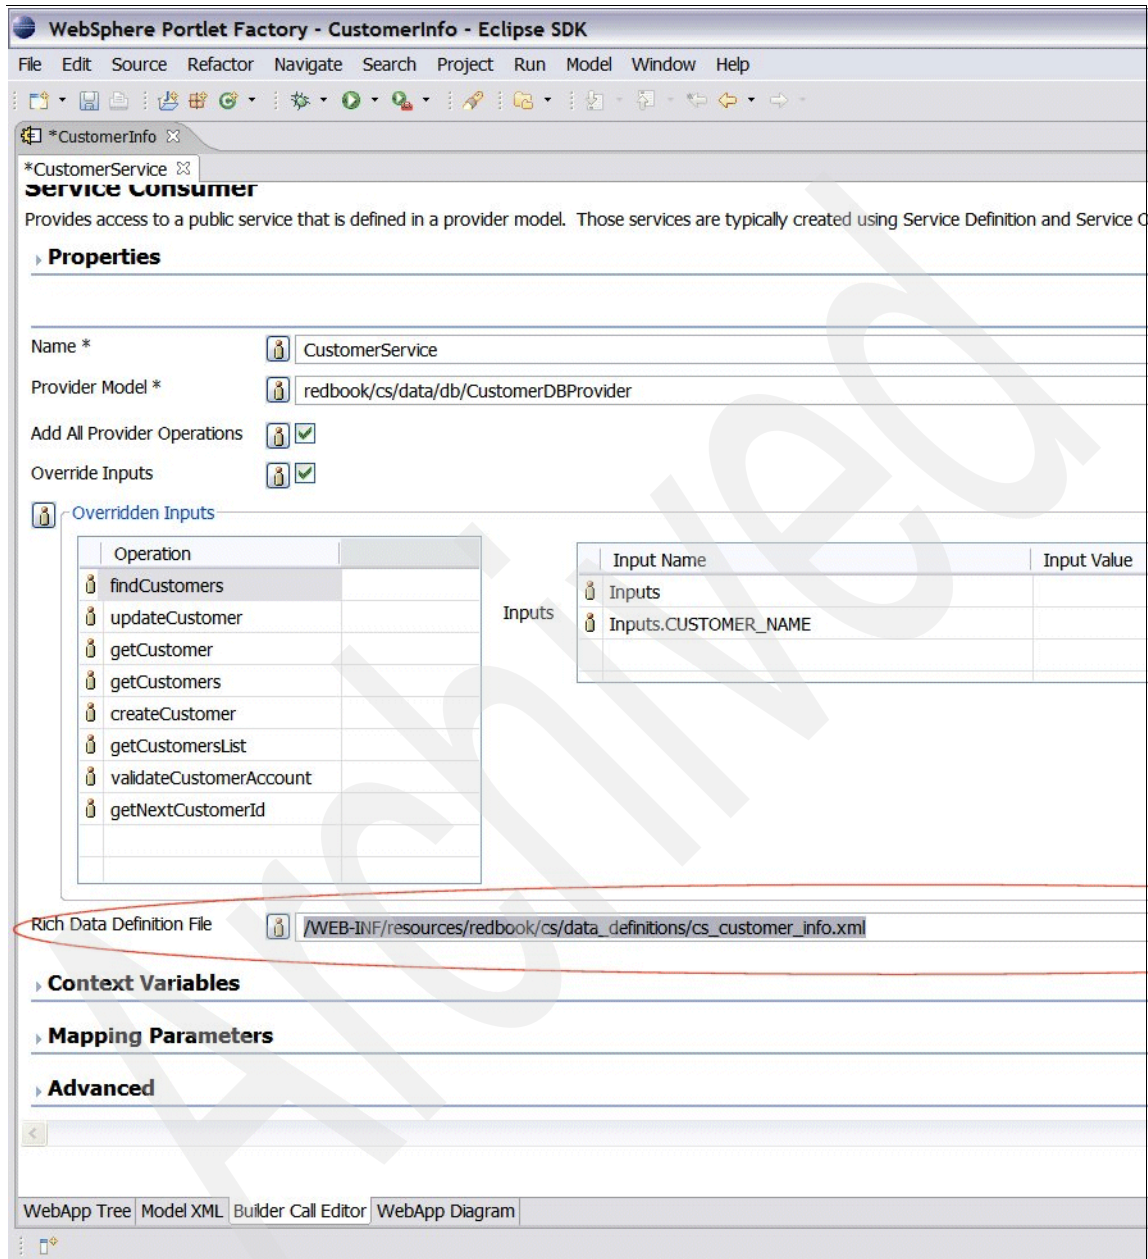 WebSphere Portlet Factory - CustomerInfo - Eclipse SDK
File Edit Source Refactor Navigate Search Project Run Model Window Help
*CustomerInfo
*CustomerService
Service Consumer
Provides access to a public service that is defined in a provider model. Those services are typically created using Service Definition and Service
Properties
Name * CustomerService
Provider Model * redbook/cs/data/db/CustomerDBProvider
Add All Provider Operations
Override Inputs
Overridden Inputs
Operation
findCustomers
updateCustomer
getCustomer
getCustomers
createCustomer
getCustomersList
validateCustomerAccount
getNextCustomerId
Inputs
Input Name Input Value
Inputs
Inputs.CUSTOMER_NAME
Rich Data Definition File /WEB-INF/resources/redbook/cs/data_definitions/cs_customer_info.xml
Context Variables
Mapping Parameters
Advanced
WebApp Tree Model XML Builder Call Editor WebApp Diagram
Archived